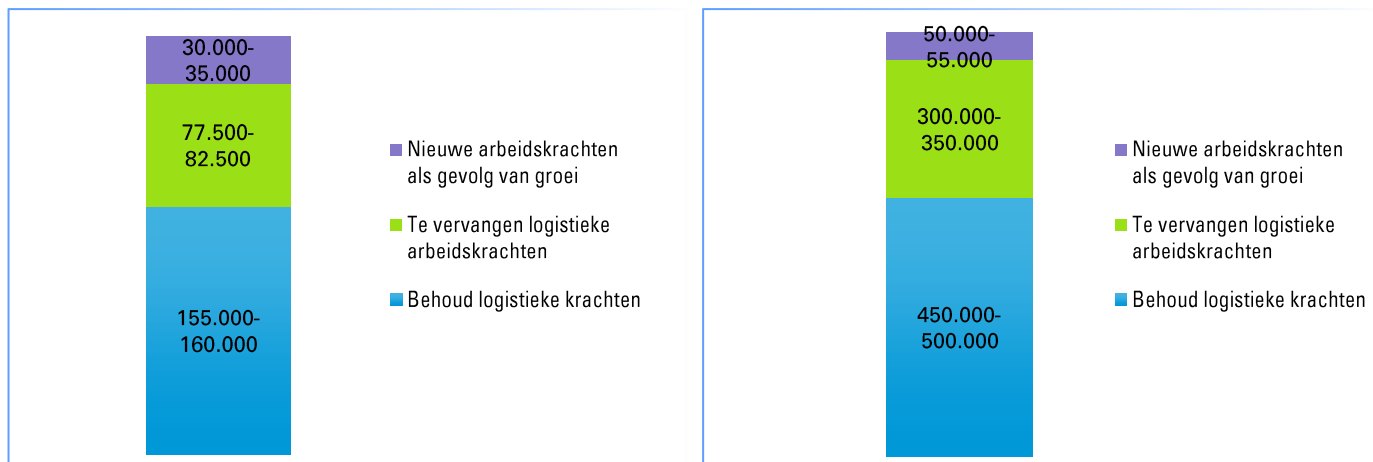 30.000-
35.000
77.500-
82.500
155.000-
160.000
Nieuwe arbeidskrachten
als gevolg van groei
Te vervangen logistieke
arbeidskrachten
Behoud logistieke krachten
50.000-
55.000
300.000-
350.000
450.000-
500.000
Nieuwe arbeidskrachten
als gevolg van groei
Te vervangen logistieke
arbeidskrachten
Behoud logistieke krachten